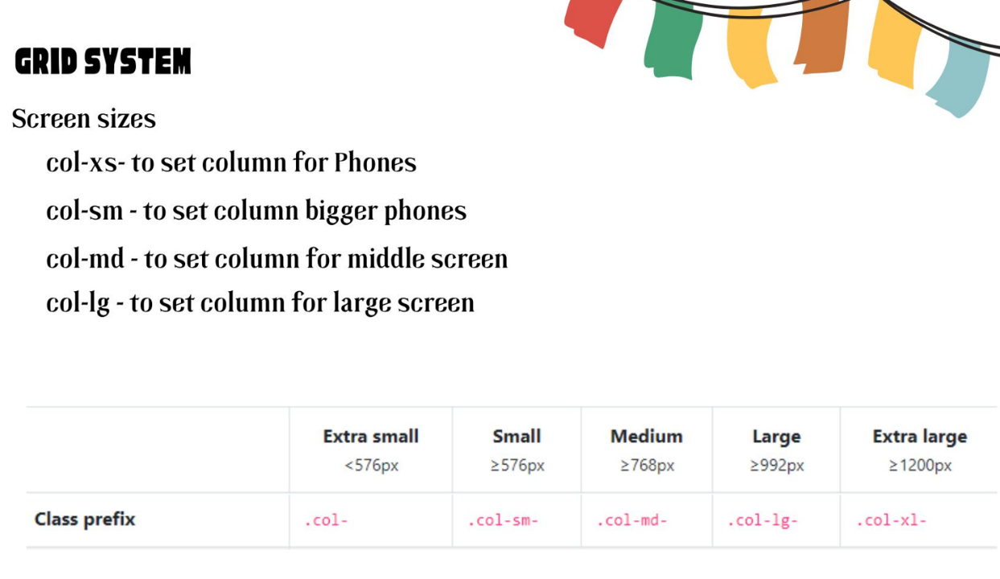 GRID SYSTEM
Screen sizes
col-xs- to set column for Phones
col-sm - to set column bigger phones
col-md - to set column for middle screen
col-lg - to set column for large screen
Extra small Small Medium Large Extra large
<576px ≥576px ≥768px ≥992px ≥1200px
Class prefix .col- .col-sm- .col-md- .col-lg- .col-xl-